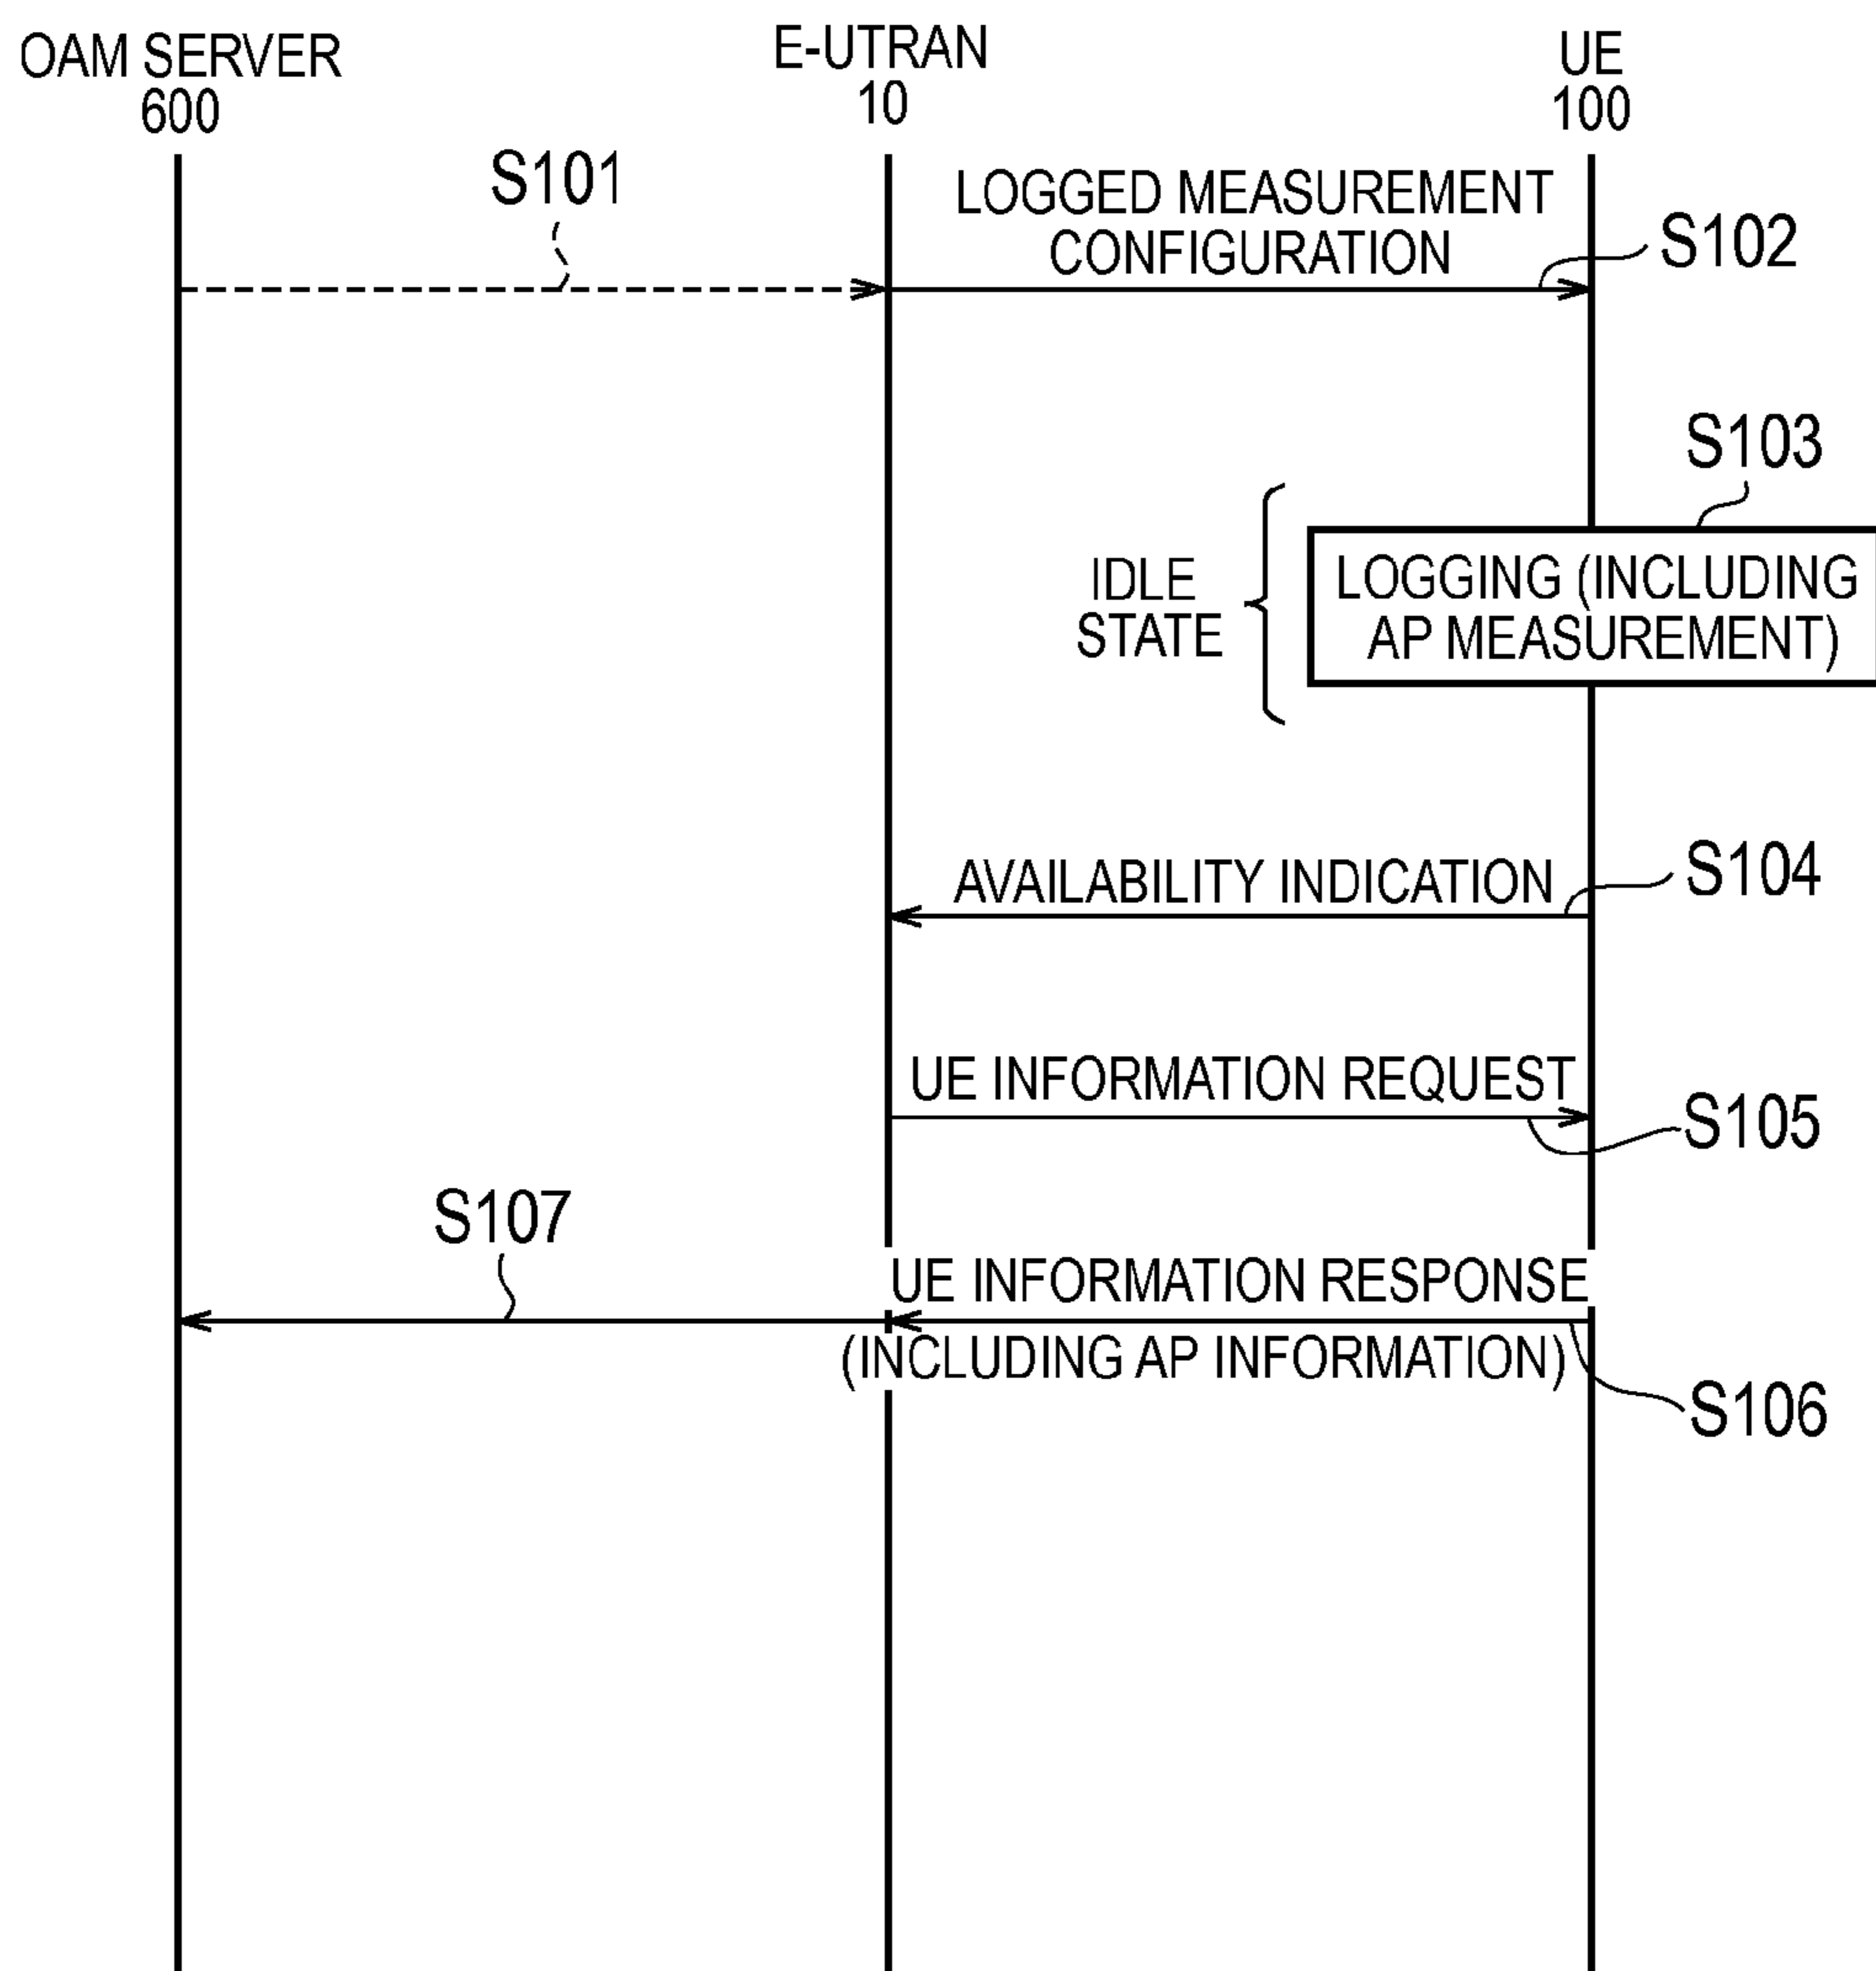 OAM SERVER
600
E-UTRAN
10
UE
100
S101
LOGGED MEASUREMENT
CONFIGURATION
S102
S103
IDLE
STATE
LOGGING (INCLUDING
AP MEASUREMENT)
AVAILABILITY INDICATION
S104
UE INFORMATION REQUEST
S105
S107
UE INFORMATION RESPONSE
(INCLUDING AP INFORMATION)
S106